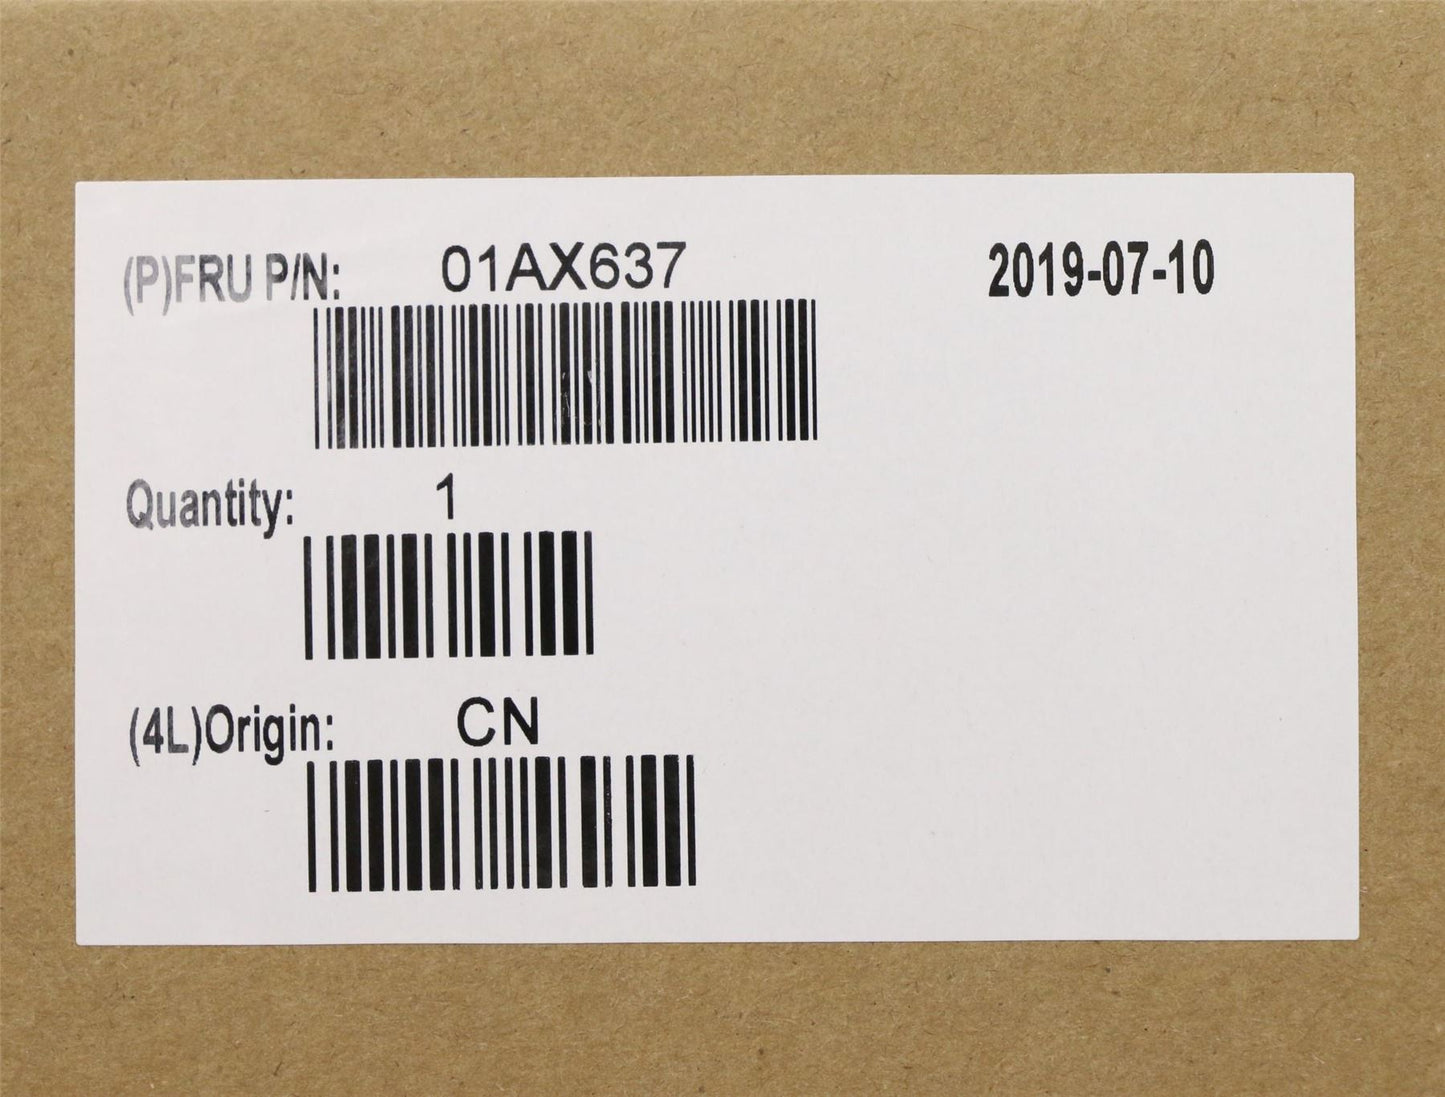 (P)FRU P/N: 01AX637 2019-07-10
Quantity: 1
(4L)Origin: CN